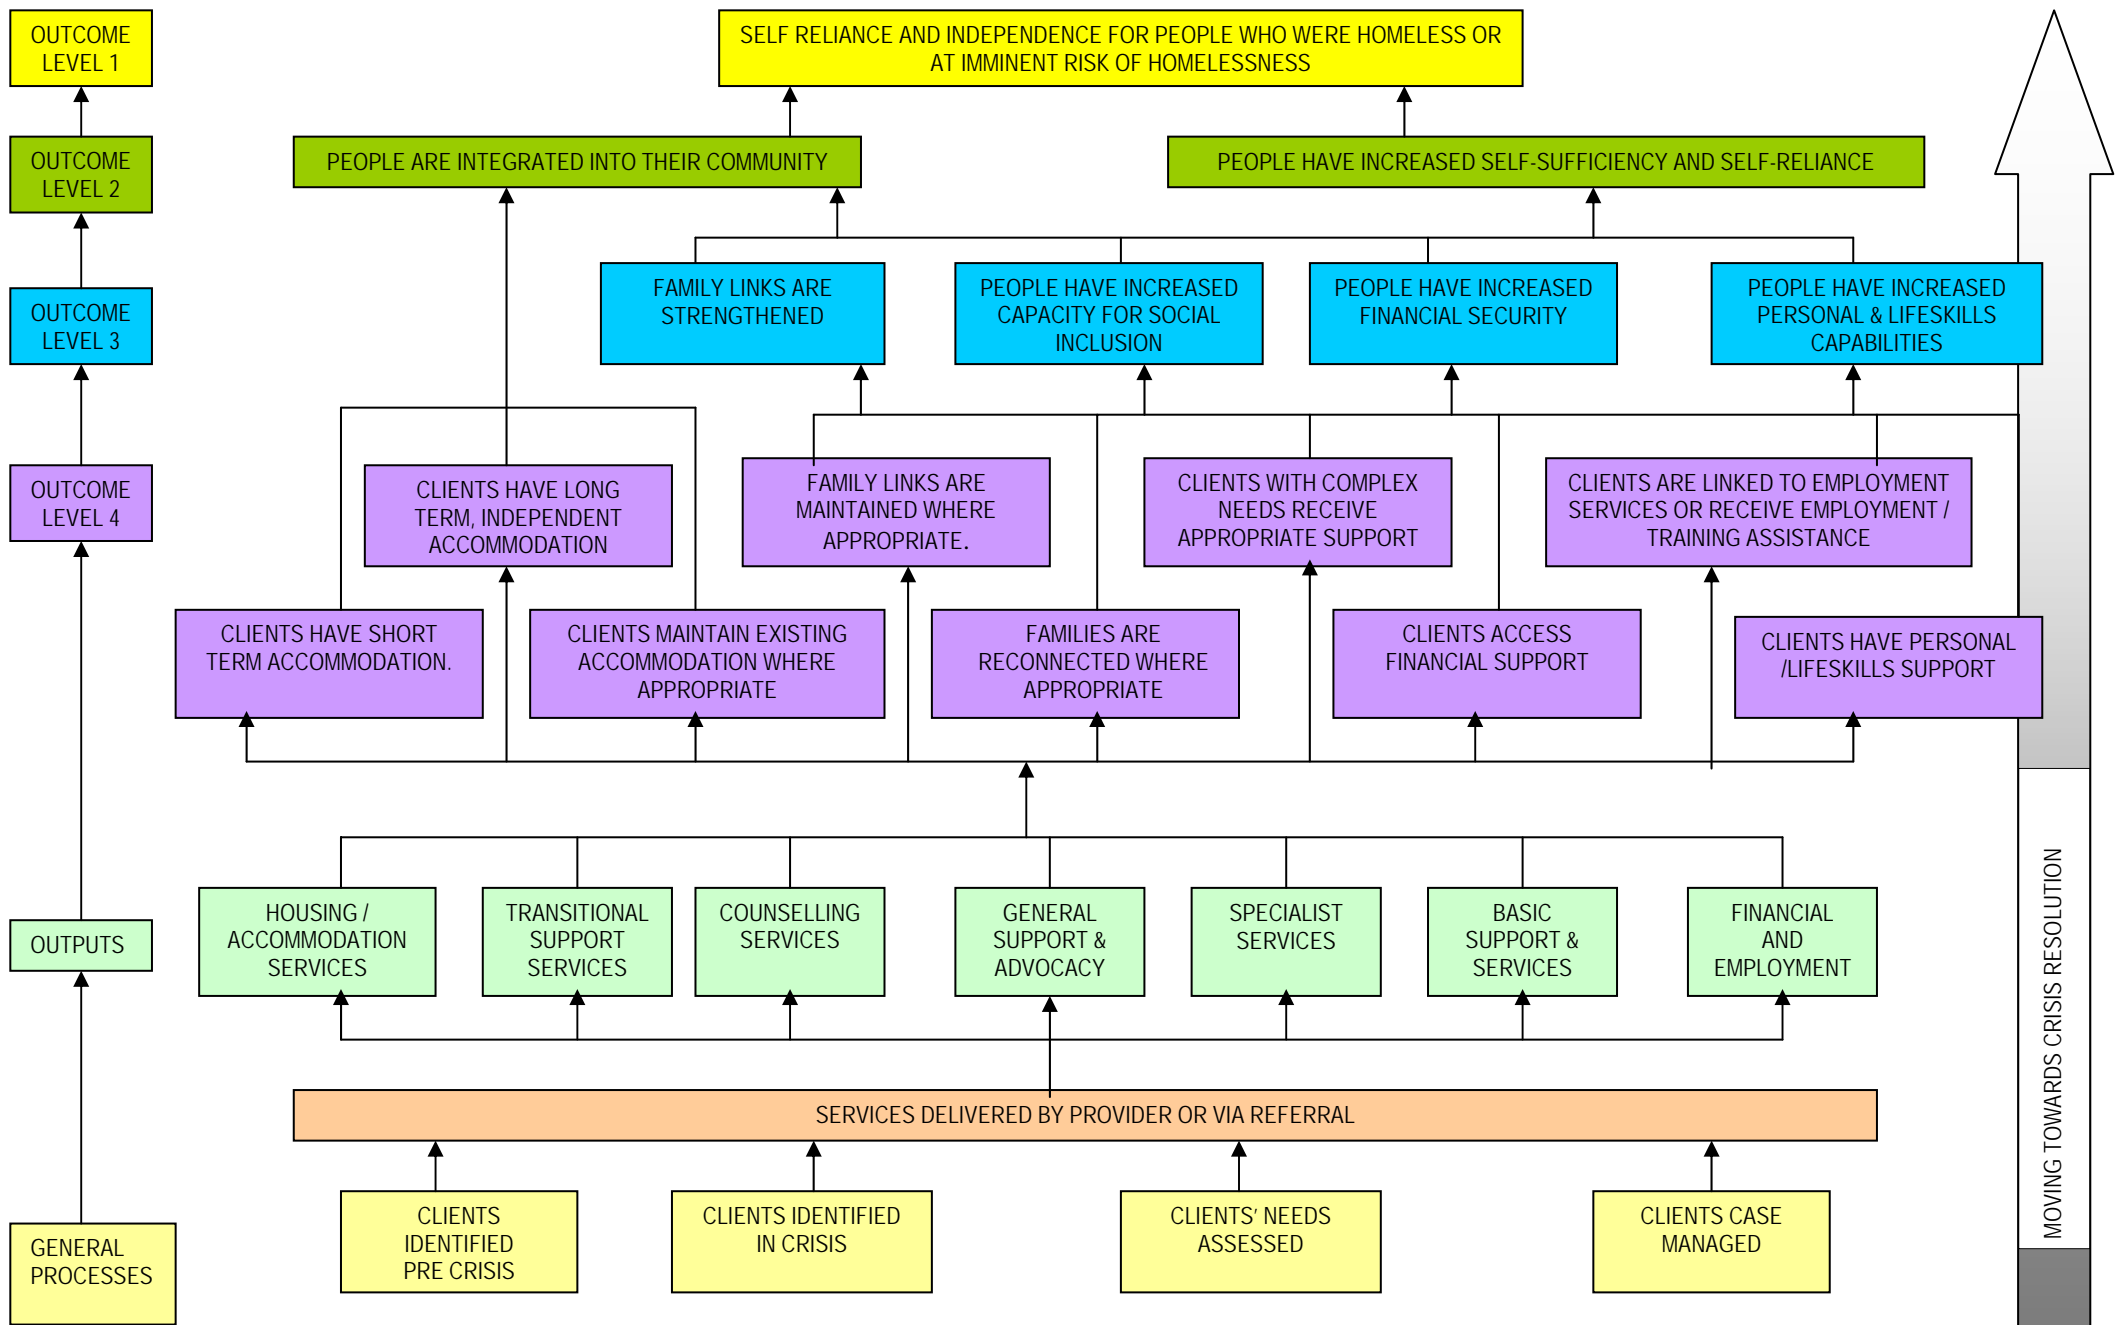 OUTCOME
LEVEL 1
SELF RELIANCE AND INDEPENDENCE FOR PEOPLE WHO WERE HOMELESS OR
AT IMMINENT RISK OF HOMELESSNESS
OUTCOME
LEVEL 2
PEOPLE ARE INTEGRATED INTO THEIR COMMUNITY
PEOPLE HAVE INCREASED SELF-SUFFICIENCY AND SELF-RELIANCE
OUTCOME
LEVEL 3
FAMILY LINKS ARE
STRENGTHENED
PEOPLE HAVE INCREASED
CAPACITY FOR SOCIAL
INCLUSION
PEOPLE HAVE INCREASED
FINANCIAL SECURITY
PEOPLE HAVE INCREASED
PERSONAL & LIFESKILLS
CAPABILITIES
OUTCOME
LEVEL 4
CLIENTS HAVE LONG
TERM, INDEPENDENT
ACCOMMODATION
FAMILY LINKS ARE
MAINTAINED WHERE
APPROPRIATE.
CLIENTS WITH COMPLEX
NEEDS RECEIVE
APPROPRIATE SUPPORT
CLIENTS ARE LINKED TO EMPLOYMENT
SERVICES OR RECEIVE EMPLOYMENT /
TRAINING ASSISTANCE
CLIENTS HAVE SHORT
TERM ACCOMMODATION.
CLIENTS MAINTAIN EXISTING
ACCOMMODATION WHERE
APPROPRIATE
FAMILIES ARE
RECONNECTED WHERE
APPROPRIATE
CLIENTS ACCESS
FINANCIAL SUPPORT
CLIENTS HAVE PERSONAL
/LIFESKILLS SUPPORT
OUTPUTS
HOUSING /
ACCOMMODATION
SERVICES
TRANSITIONAL
SUPPORT
SERVICES
COUNSELLING
SERVICES
GENERAL
SUPPORT &
ADVOCACY
SPECIALIST
SERVICES
BASIC
SUPPORT &
SERVICES
FINANCIAL
AND
EMPLOYMENT
SERVICES DELIVERED BY PROVIDER OR VIA REFERRAL
GENERAL
PROCESSES
CLIENTS
IDENTIFIED
PRE CRISIS
CLIENTS IDENTIFIED
IN CRISIS
CLIENTS' NEEDS
ASSESSED
CLIENTS CASE
MANAGED
MOVING TOWARDS CRISIS RESOLUTION